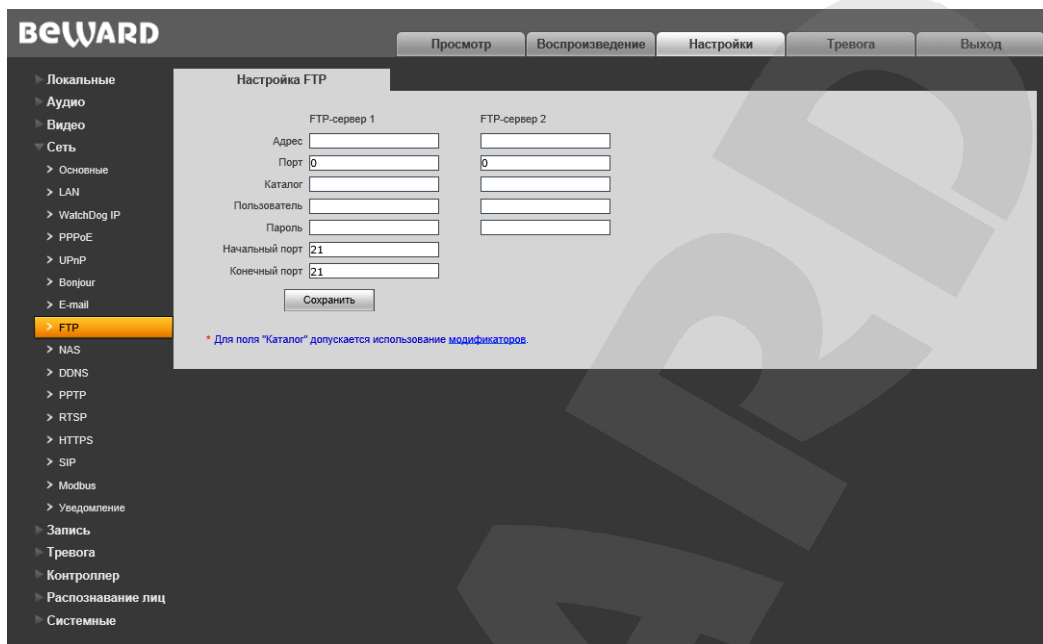 BEWARD
Просмотр Воспроизведение Настройки Тревога Выход
Локальные
Аудио
Видео
Сеть
Основные
LAN
WatchDog IP
PPPoE
UPnP
Bonjour
E-mail
FTP
NAS
DDNS
PPTP
RTSP
HTTPS
SIP
Modbus
Уведомление
Запись
Тревога
Контроллер
Распознавание лиц
Системные
Настройка FTP
FTP-сервер 1 FTP-сервер 2
Адрес
Порт 0 0
Каталог
Пользователь
Пароль
Начальный порт 21
Конечный порт 21
Сохранить
* Для поля "Каталог" допускается использование модификаторов.